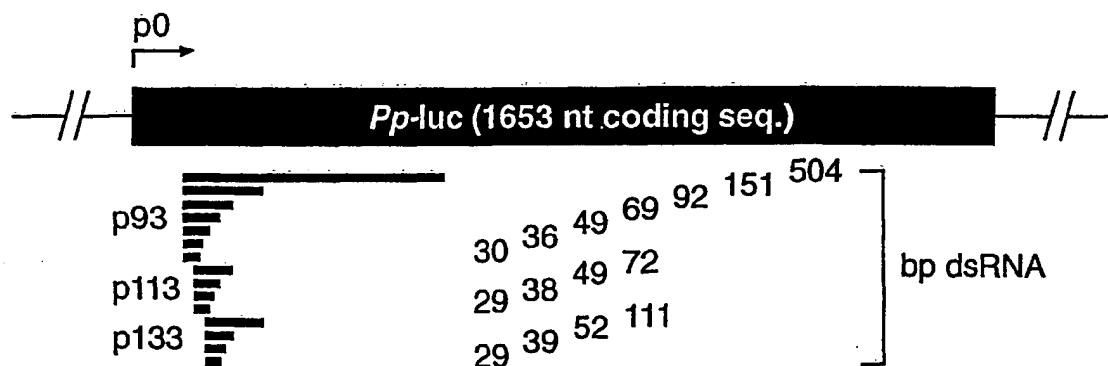 p0
Pp-luc (1653 nt coding seq.)
p93
30 36 49 69 92 151 504
p113
29 38 49 72
p133
29 39 52 111
bp dsRNA